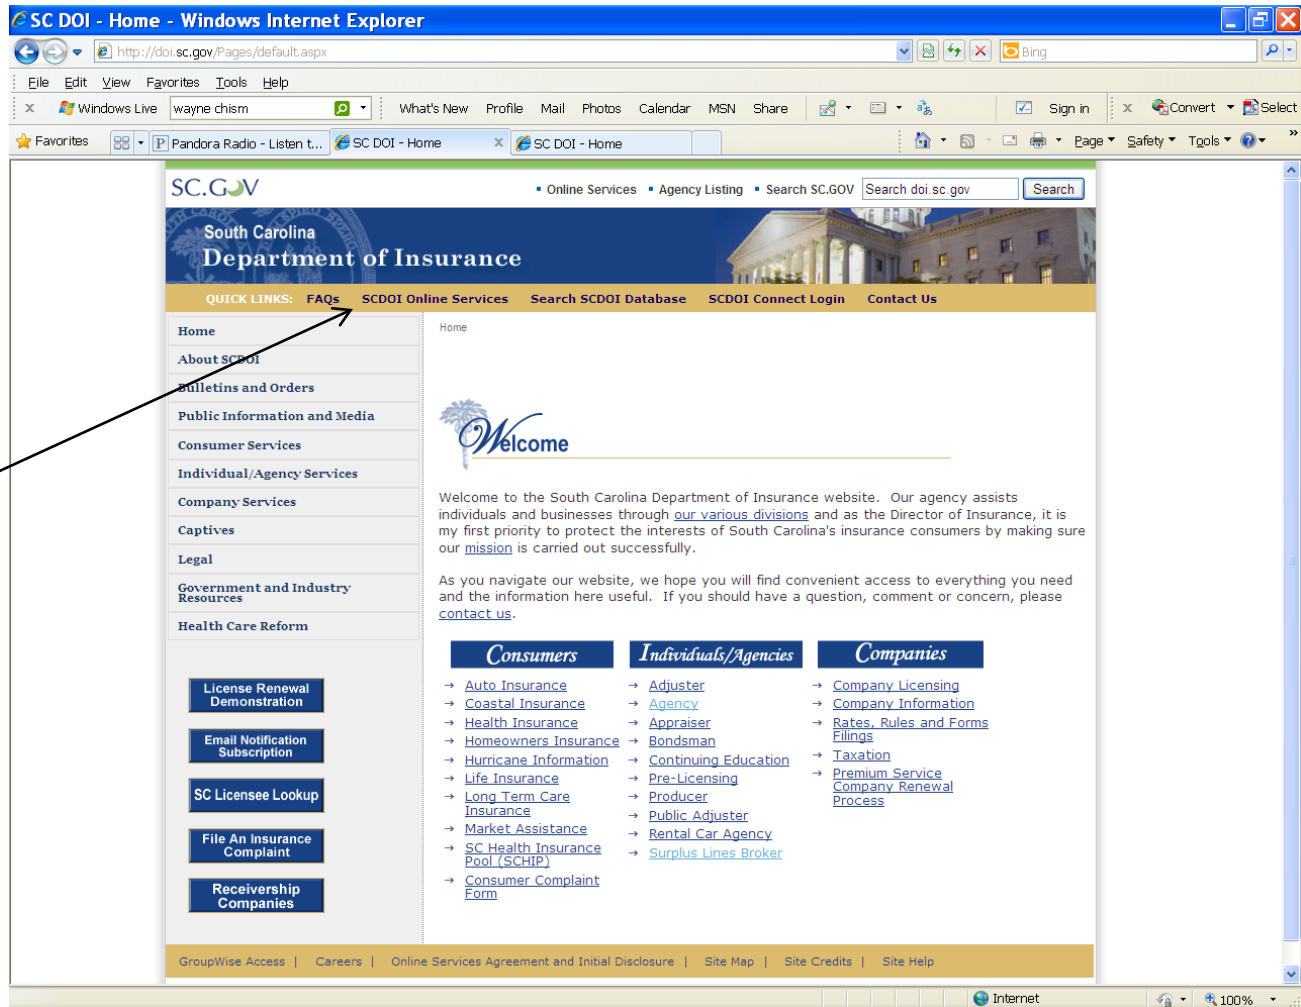 SC DOI - Home - Windows Internet Explorer
http://doi.sc.gov/Pages/default.aspx
Bing
File Edit View Favorites Tools Help
x Windows Live wayne chism What's New Profile Mail Photos Calendar MSN Share Sign in x Convert Select
Favorites Pandora Radio - Listen t... SC DOI - Home X SC DOI - Home Page Safety Tools »
SC.GOV
Online Services Agency Listing Search SC.GOV Search doi.sc.gov Search
South Carolina
Department of Insurance
QUICK LINKS: FAQs SCDOI Online Services Search SCDOI Database SCDOI Connect Login Contact Us
Home
About SCDOI
Bulletins and Orders
Public Information and Media
Consumer Services
Individual/Agency Services
Company Services
Captives
Legal
Government and Industry
Resources
Health Care Reform
License Renewal
Demonstration
Email Notification
Subscription
SC Licensee Lookup
File An Insurance
Complaint
Receivership
Companies
Home
Welcome
Welcome to the South Carolina Department of Insurance website. Our agency assists
individuals and businesses through our various divisions and as the Director of Insurance, it is
my first priority to protect the interests of South Carolina's insurance consumers by making sure
our mission is carried out successfully.
As you navigate our website, we hope you will find convenient access to everything you need
and the information here useful. If you should have a question, comment or concern, please
contact us.
Consumers
→ Auto Insurance
→ Coastal Insurance
→ Health Insurance
→ Homeowners Insurance
→ Hurricane Information
→ Life Insurance
→ Long Term Care
Insurance
→ Market Assistance
→ SC Health Insurance
Pool (SCHIP)
→ Consumer Complaint
Form
Individuals/Agencies
→ Adjuster
→ Agency
→ Appraiser
→ Bondsman
→ Continuing Education
→ Pre-Licensing
→ Producer
→ Public Adjuster
→ Rental Car Agency
→ Surplus Lines Broker
Companies
→ Company Licensing
→ Company Information
→ Rates, Rules and Forms
Filings
→ Taxation
→ Premium Service
Company Renewal
Process
GroupWise Access | Careers | Online Services Agreement and Initial Disclosure | Site Map | Site Credits | Site Help
Internet 100%